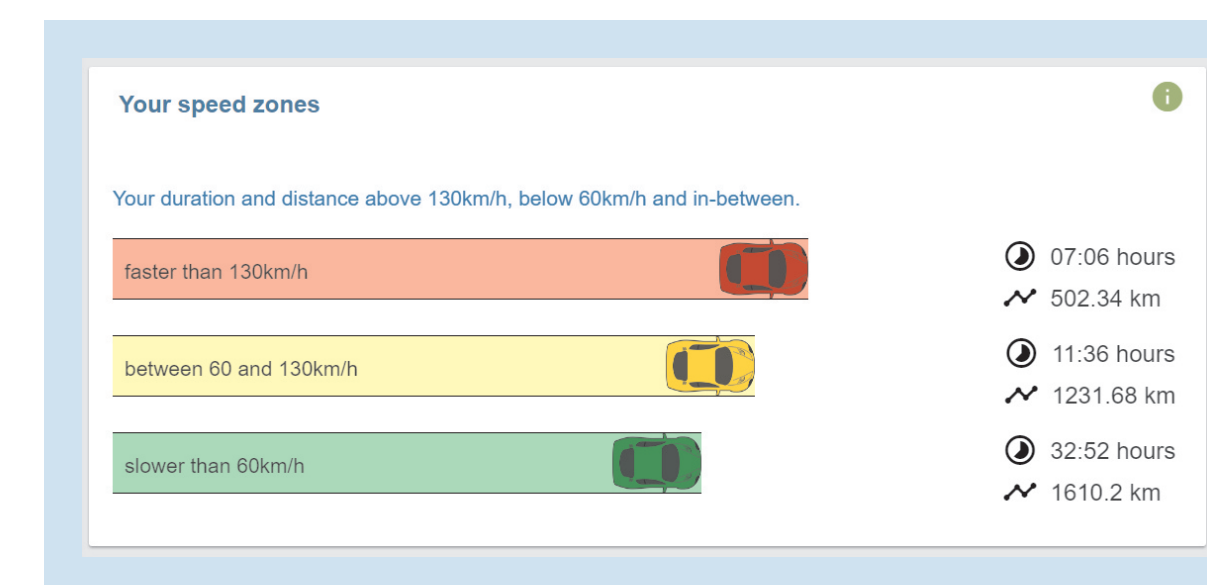 Your speed zones
i
Your duration and distance above 130km/h, below 60km/h and in-between.
faster than 130km/h
07:06 hours
502.34 km
between 60 and 130km/h
11:36 hours
1231.68 km
slower than 60km/h
32:52 hours
1610.2 km